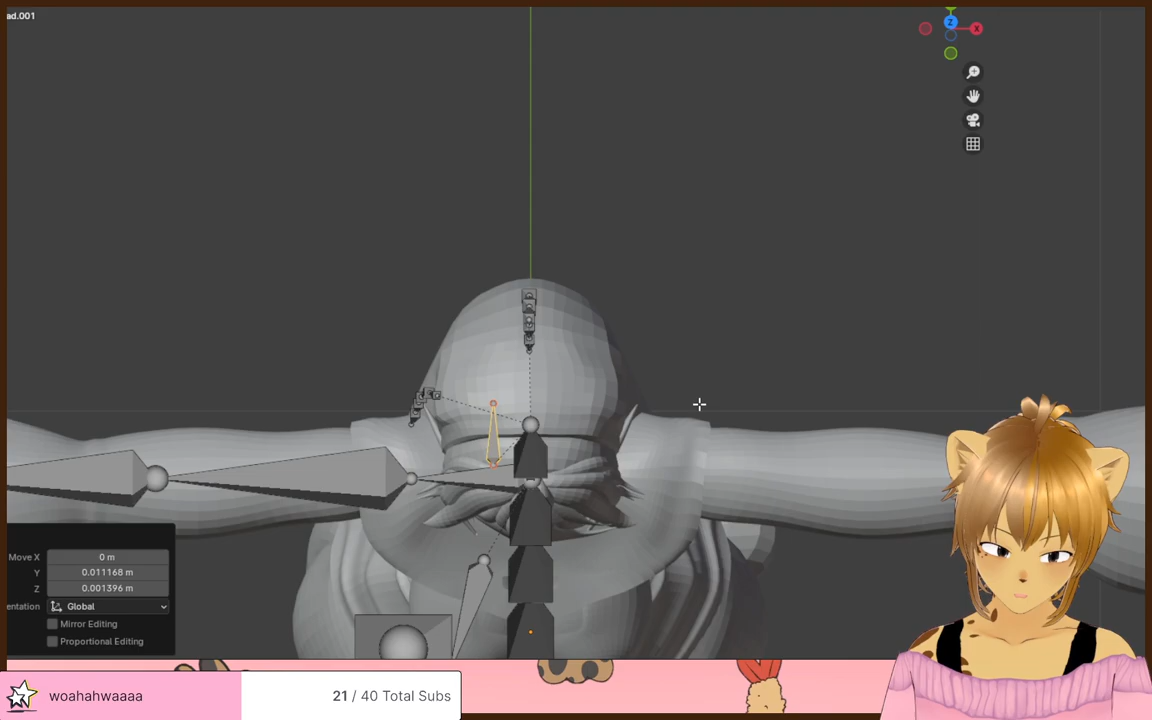 ad.001
Z
X
Move X 0 m
Y 0.011168 m
Z 0.001396 m
entation Global
Mirror Editing
Proportional Editing
woahahwaaaa 21 / 40 Total Subs